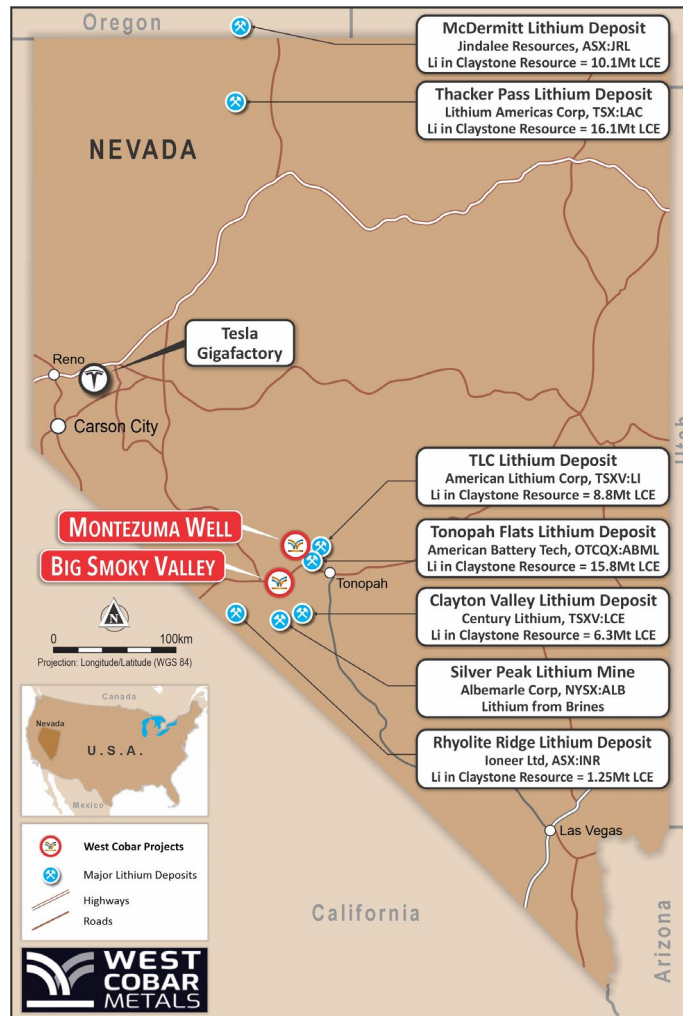 Oregon
McDermitt Lithium Deposit
Jindalee Resources, ASX:JRL
Li in Claystone Resource = 10.1Mt LCE
Thacker Pass Lithium Deposit
Lithium Americas Corp, TSX:LAC
Li in Claystone Resource = 16.1Mt LCE
NEVADA
Tesla
Gigafactory
Reno
Carson City
Utah
TLC Lithium Deposit
American Lithium Corp, TSXV:LI
Li in Claystone Resource = 8.8Mt LCE
MONTEZUMA WELL
BIG SMOKY VALLEY
Tonopah Flats Lithium Deposit
American Battery Tech, OTCQX:ABML
Li in Claystone Resource = 15.8Mt LCE
Tonopah
Clayton Valley Lithium Deposit
Century Lithium, TSXV:LCE
Li in Claystone Resource = 6.3Mt LCE
N
0 100km
Projection: Longitude/Latitude (WGS 84)
Silver Peak Lithium Mine
Albemarle Corp, NYSX:ALB
Lithium from Brines
Canada
Nevada
U.S.A.
Mexico
Rhyolite Ridge Lithium Deposit
Ioneer Ltd, ASX:INR
Li in Claystone Resource = 1.25Mt LCE
Las Vegas
West Cobar Projects
Major Lithium Deposits
Highways
Roads
California
Arizona
WEST
COBAR
METALS